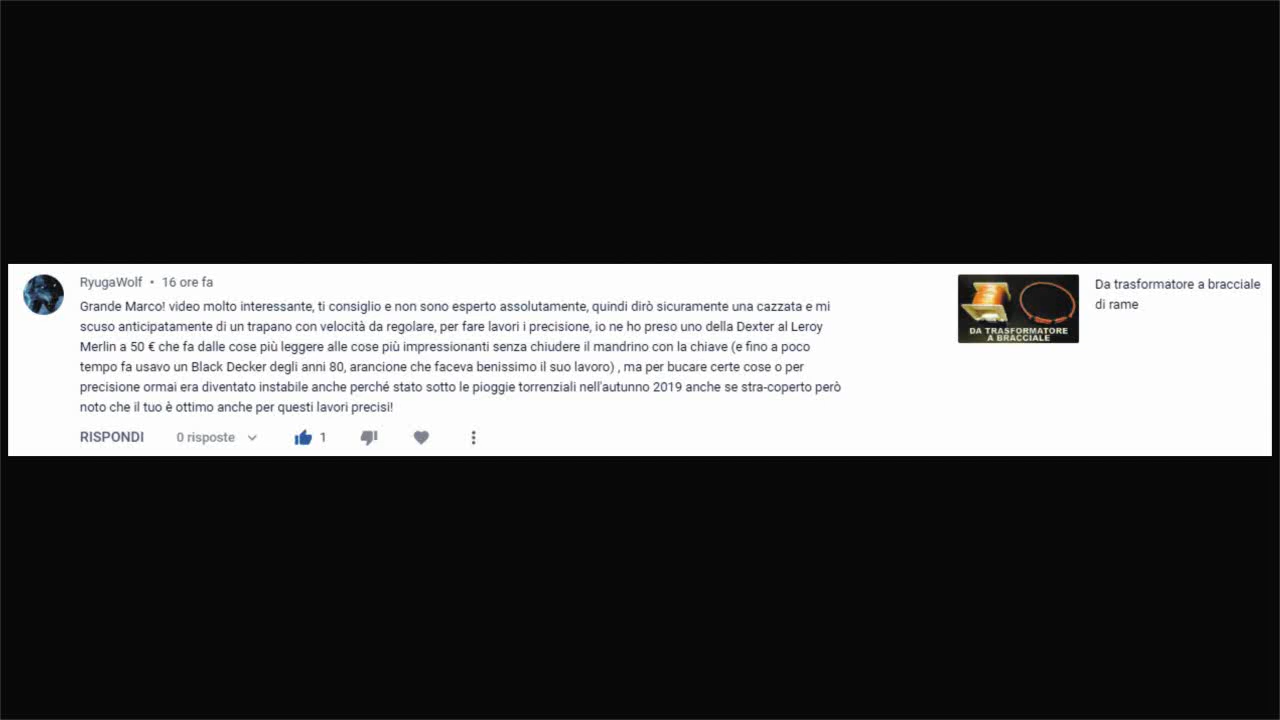 RyugaWolf • 16 ore fa
Grande Marco! video molto interessante, ti consiglio e non sono esperto assolutamente, quindi dirò sicuramente una cazzata e mi
scuso anticipatamente di un trapano con velocità da regolare, per fare lavori i precisione, io ne ho preso uno della Dexter al Leroy
Merlin a 50 € che fa dalle cose più leggere alle cose più impressionanti senza chiudere il mandrino con la chiave (e fino a poco
tempo fa usavo un Black Decker degli anni 80, arancione che faceva benissimo il suo lavoro) , ma per bucare certe cose o per
precisione ormai era diventato instabile anche perché stato sotto le pioggie torrenziali nell'autunno 2019 anche se stra-coperto però
noto che il tuo è ottimo anche per questi lavori precisi!
RISPONDI 0 risposte 1
DA TRASFORMATORE
A BRACCIALE
Da trasformatore a bracciale
di rame